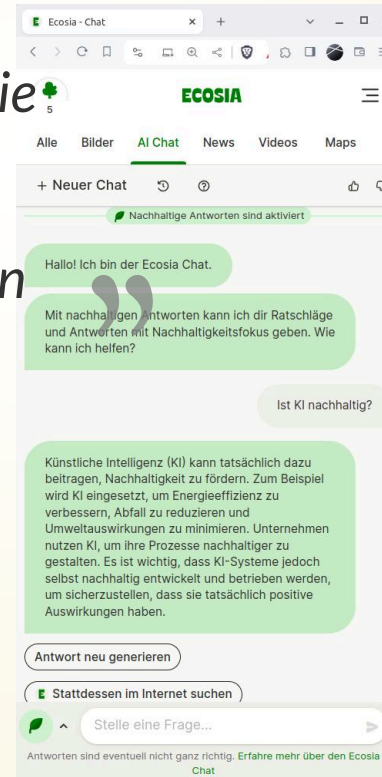 Ecosia - Chat
ie
5
ECOSIA
Alle Bilder AI Chat News Videos Maps
+ Neuer Chat
Nachhaltige Antworten sind aktiviert
n
Hallo! Ich bin der Ecosia Chat.
”
Mit nachhaltigen Antworten kann ich dir Ratschläge
und Antworten mit Nachhaltigkeitsfokus geben. Wie
kann ich helfen?
Ist KI nachhaltig?
Künstliche Intelligenz (KI) kann tatsächlich dazu
beitragen, Nachhaltigkeit zu fördern. Zum Beispiel
wird KI eingesetzt, um Energieeffizienz zu
verbessern, Abfall zu reduzieren und
Umweltauswirkungen zu minimieren. Unternehmen
nutzen KI, um ihre Prozesse nachhaltiger zu
gestalten. Es ist wichtig, dass KI-Systeme jedoch
selbst nachhaltig entwickelt und betrieben werden,
um sicherzustellen, dass sie tatsächlich positive
Auswirkungen haben.
Antwort neu generieren
Stattdessen im Internet suchen
Stelle eine Frage...
Antworten sind eventuell nicht ganz richtig. Erfahre mehr über den Ecosia
Chat